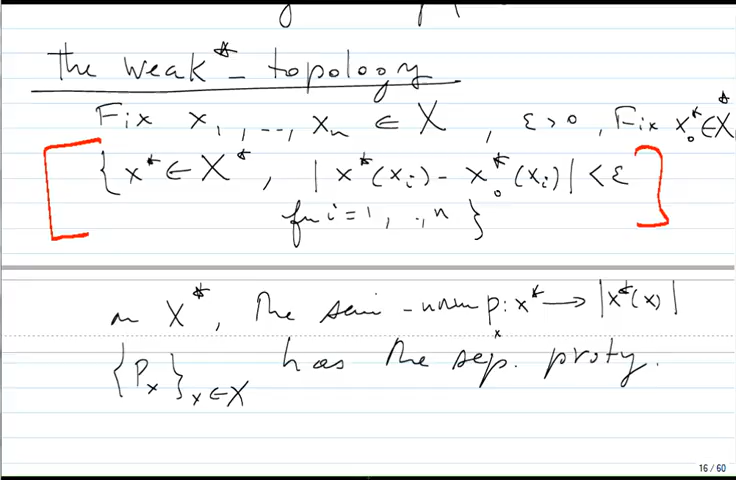 The weak* - topology
Fix x₁, .., xₙ ∈ X, ε > 0, Fix x₀* ∈ X*
{ x* ∈ X*, | x*(xᵢ) - x₀*(xᵢ) | < ε
for i = 1, ., n }
on X*, The semi-norm pₓ : x* → |x*(x)|
{Pₓ}ₓ∈X has the sep. proty.
16 / 60